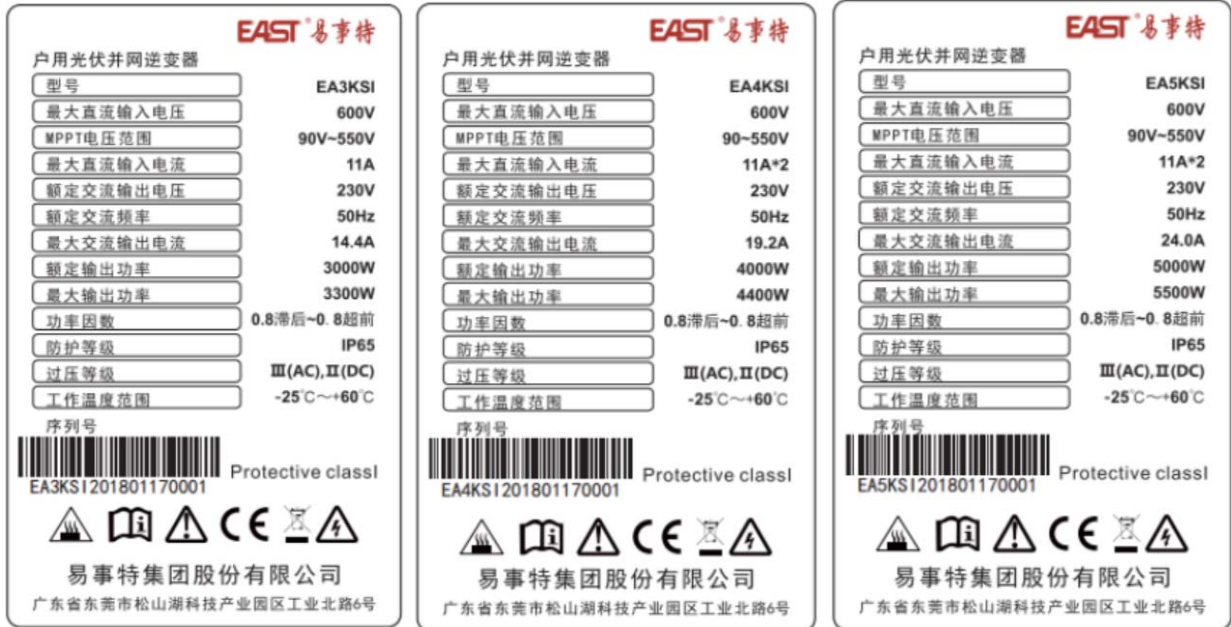 EAST®易事特
户用光伏并网逆变器
型号 EA3KSI
最大直流输入电压 600V
MPPT电压范围 90V~550V
最大直流输入电流 11A
额定交流输出电压 230V
额定交流频率 50Hz
最大交流输出电流 14.4A
额定输出功率 3000W
最大输出功率 3300W
功率因数 0.8滞后~0.8超前
防护等级 IP65
过压等级 Ⅲ(AC),Ⅱ(DC)
工作温度范围 -25℃～+60℃
序列号
EA3KSI201801170001 Protective classI
CE
易事特集团股份有限公司
广东省东莞市松山湖科技产业园区工业北路6号
EAST®易事特
户用光伏并网逆变器
型号 EA4KSI
最大直流输入电压 600V
MPPT电压范围 90~550V
最大直流输入电流 11A*2
额定交流输出电压 230V
额定交流频率 50Hz
最大交流输出电流 19.2A
额定输出功率 4000W
最大输出功率 4400W
功率因数 0.8滞后~0.8超前
防护等级 IP65
过压等级 Ⅲ(AC),Ⅱ(DC)
工作温度范围 -25℃～+60℃
序列号
EA4KSI201801170001 Protective classI
CE
易事特集团股份有限公司
广东省东莞市松山湖科技产业园区工业北路6号
EAST®易事特
户用光伏并网逆变器
型号 EA5KSI
最大直流输入电压 600V
MPPT电压范围 90V~550V
最大直流输入电流 11A*2
额定交流输出电压 230V
额定交流频率 50Hz
最大交流输出电流 24.0A
额定输出功率 5000W
最大输出功率 5500W
功率因数 0.8滞后~0.8超前
防护等级 IP65
过压等级 Ⅲ(AC),Ⅱ(DC)
工作温度范围 -25℃～+60℃
序列号
EA5KSI201801170001 Protective classI
CE
易事特集团股份有限公司
广东省东莞市松山湖科技产业园区工业北路6号